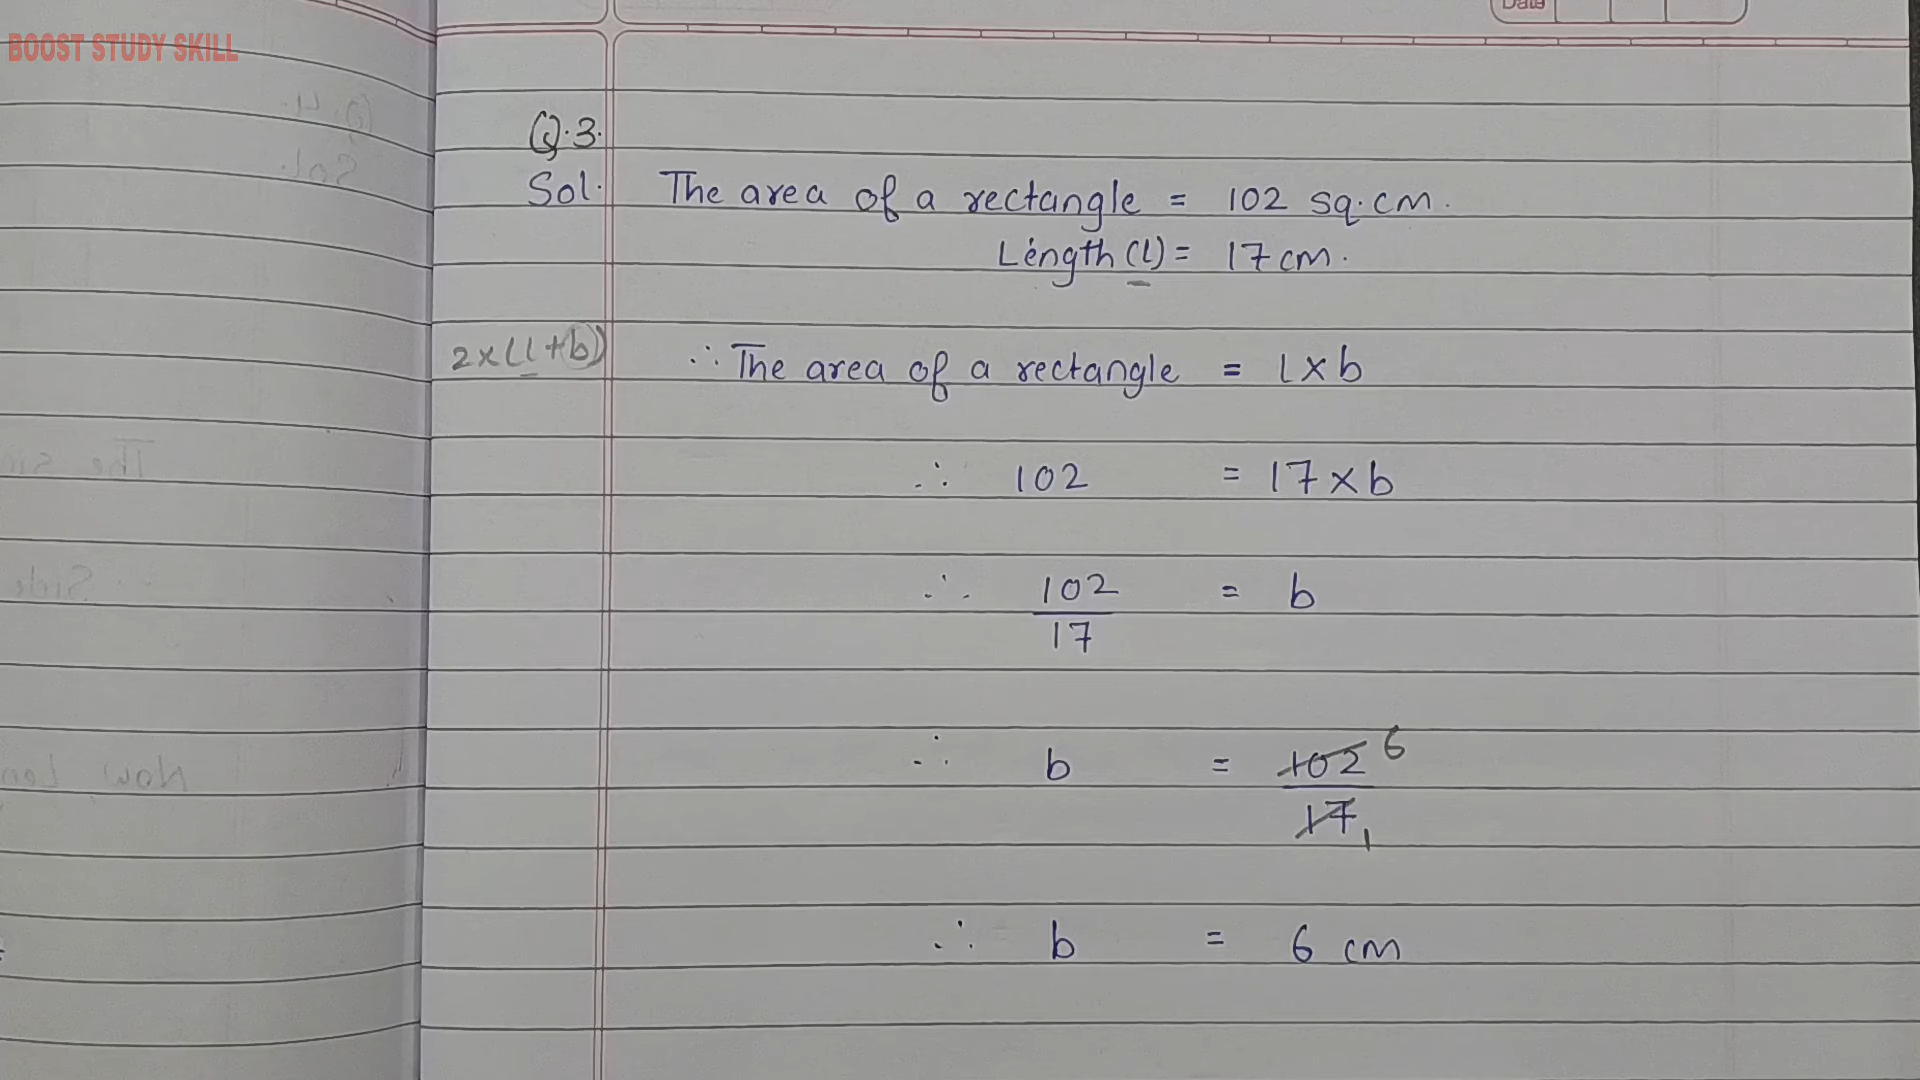 Date
BOOST STUDY SKILL
Q.3.
Sol. The area of a rectangle = 102 sq.cm.
Length (l) = 17 cm.
2×(l+b) ∴ The area of a rectangle = l × b
∴ 102 = 17 × b
∴ 102/17 = b
∴ b = 102 6
17 1
∴ b = 6 cm